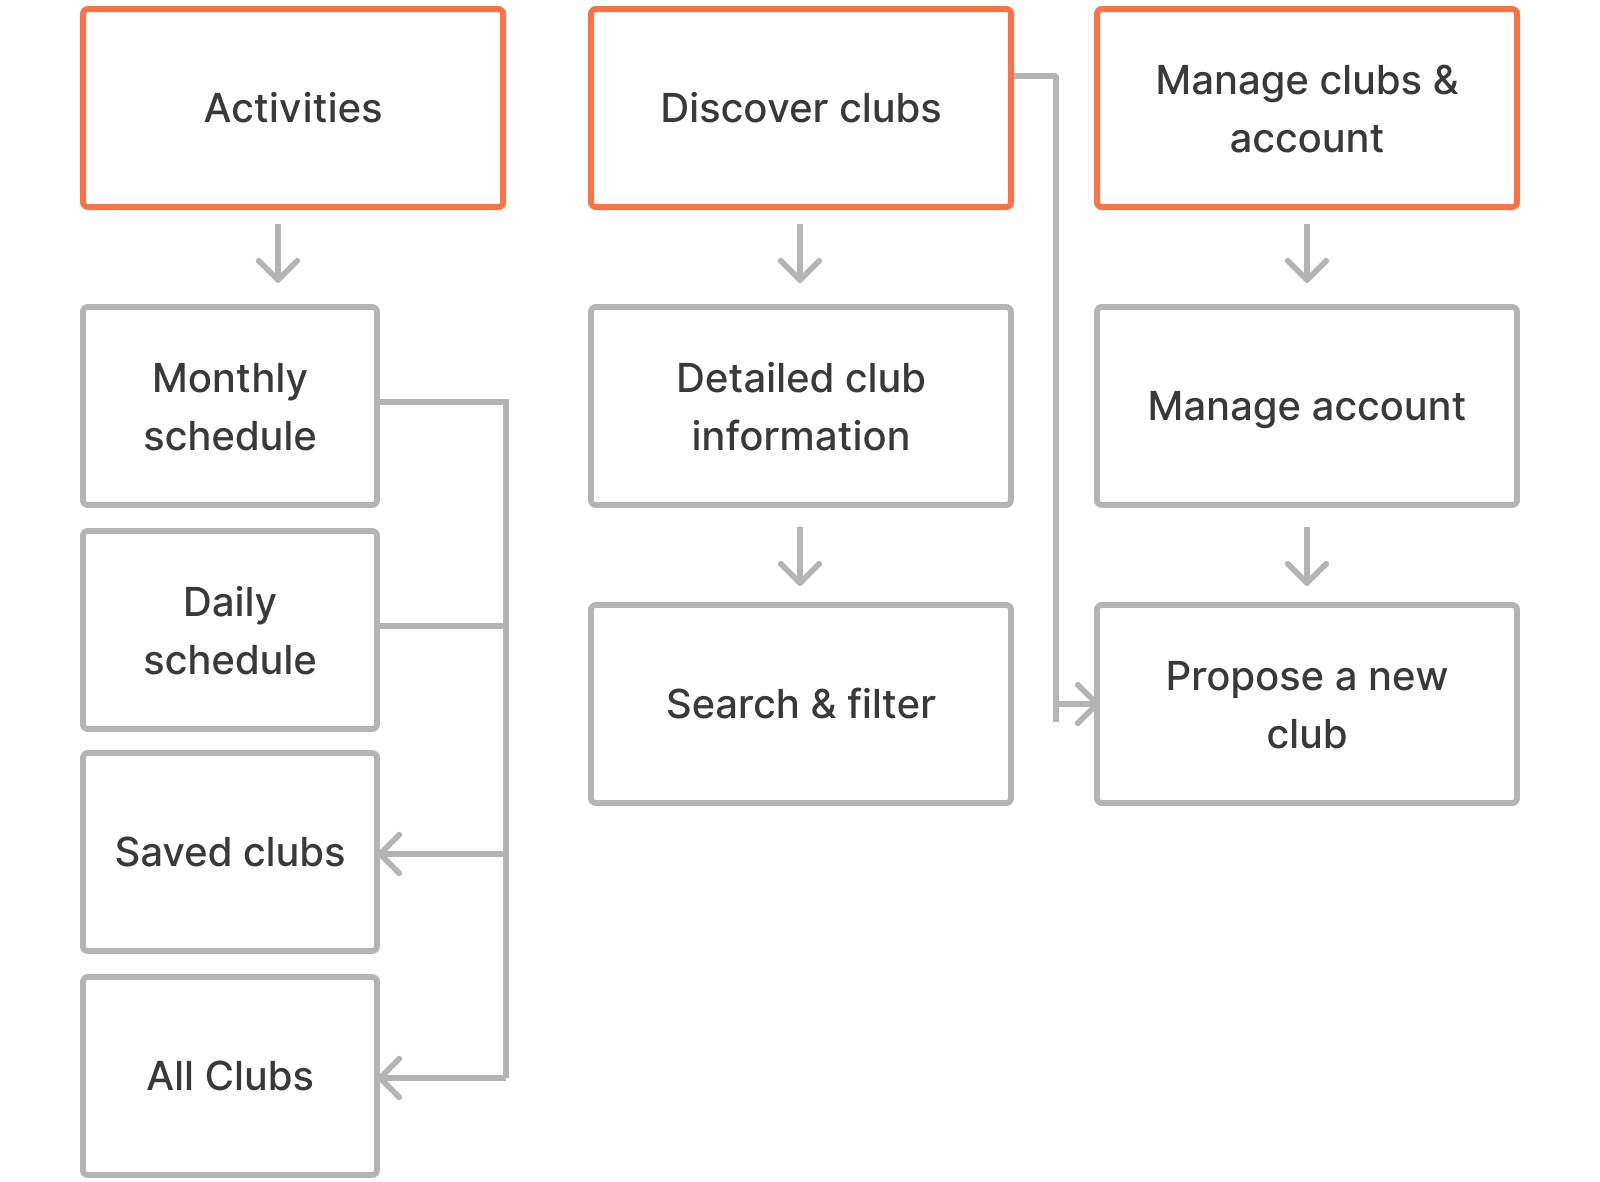 Activities
Discover clubs
Manage clubs &
account
Monthly
schedule
Detailed club
information
Manage account
Daily
schedule
Search & filter
Propose a new
club
Saved clubs
All Clubs